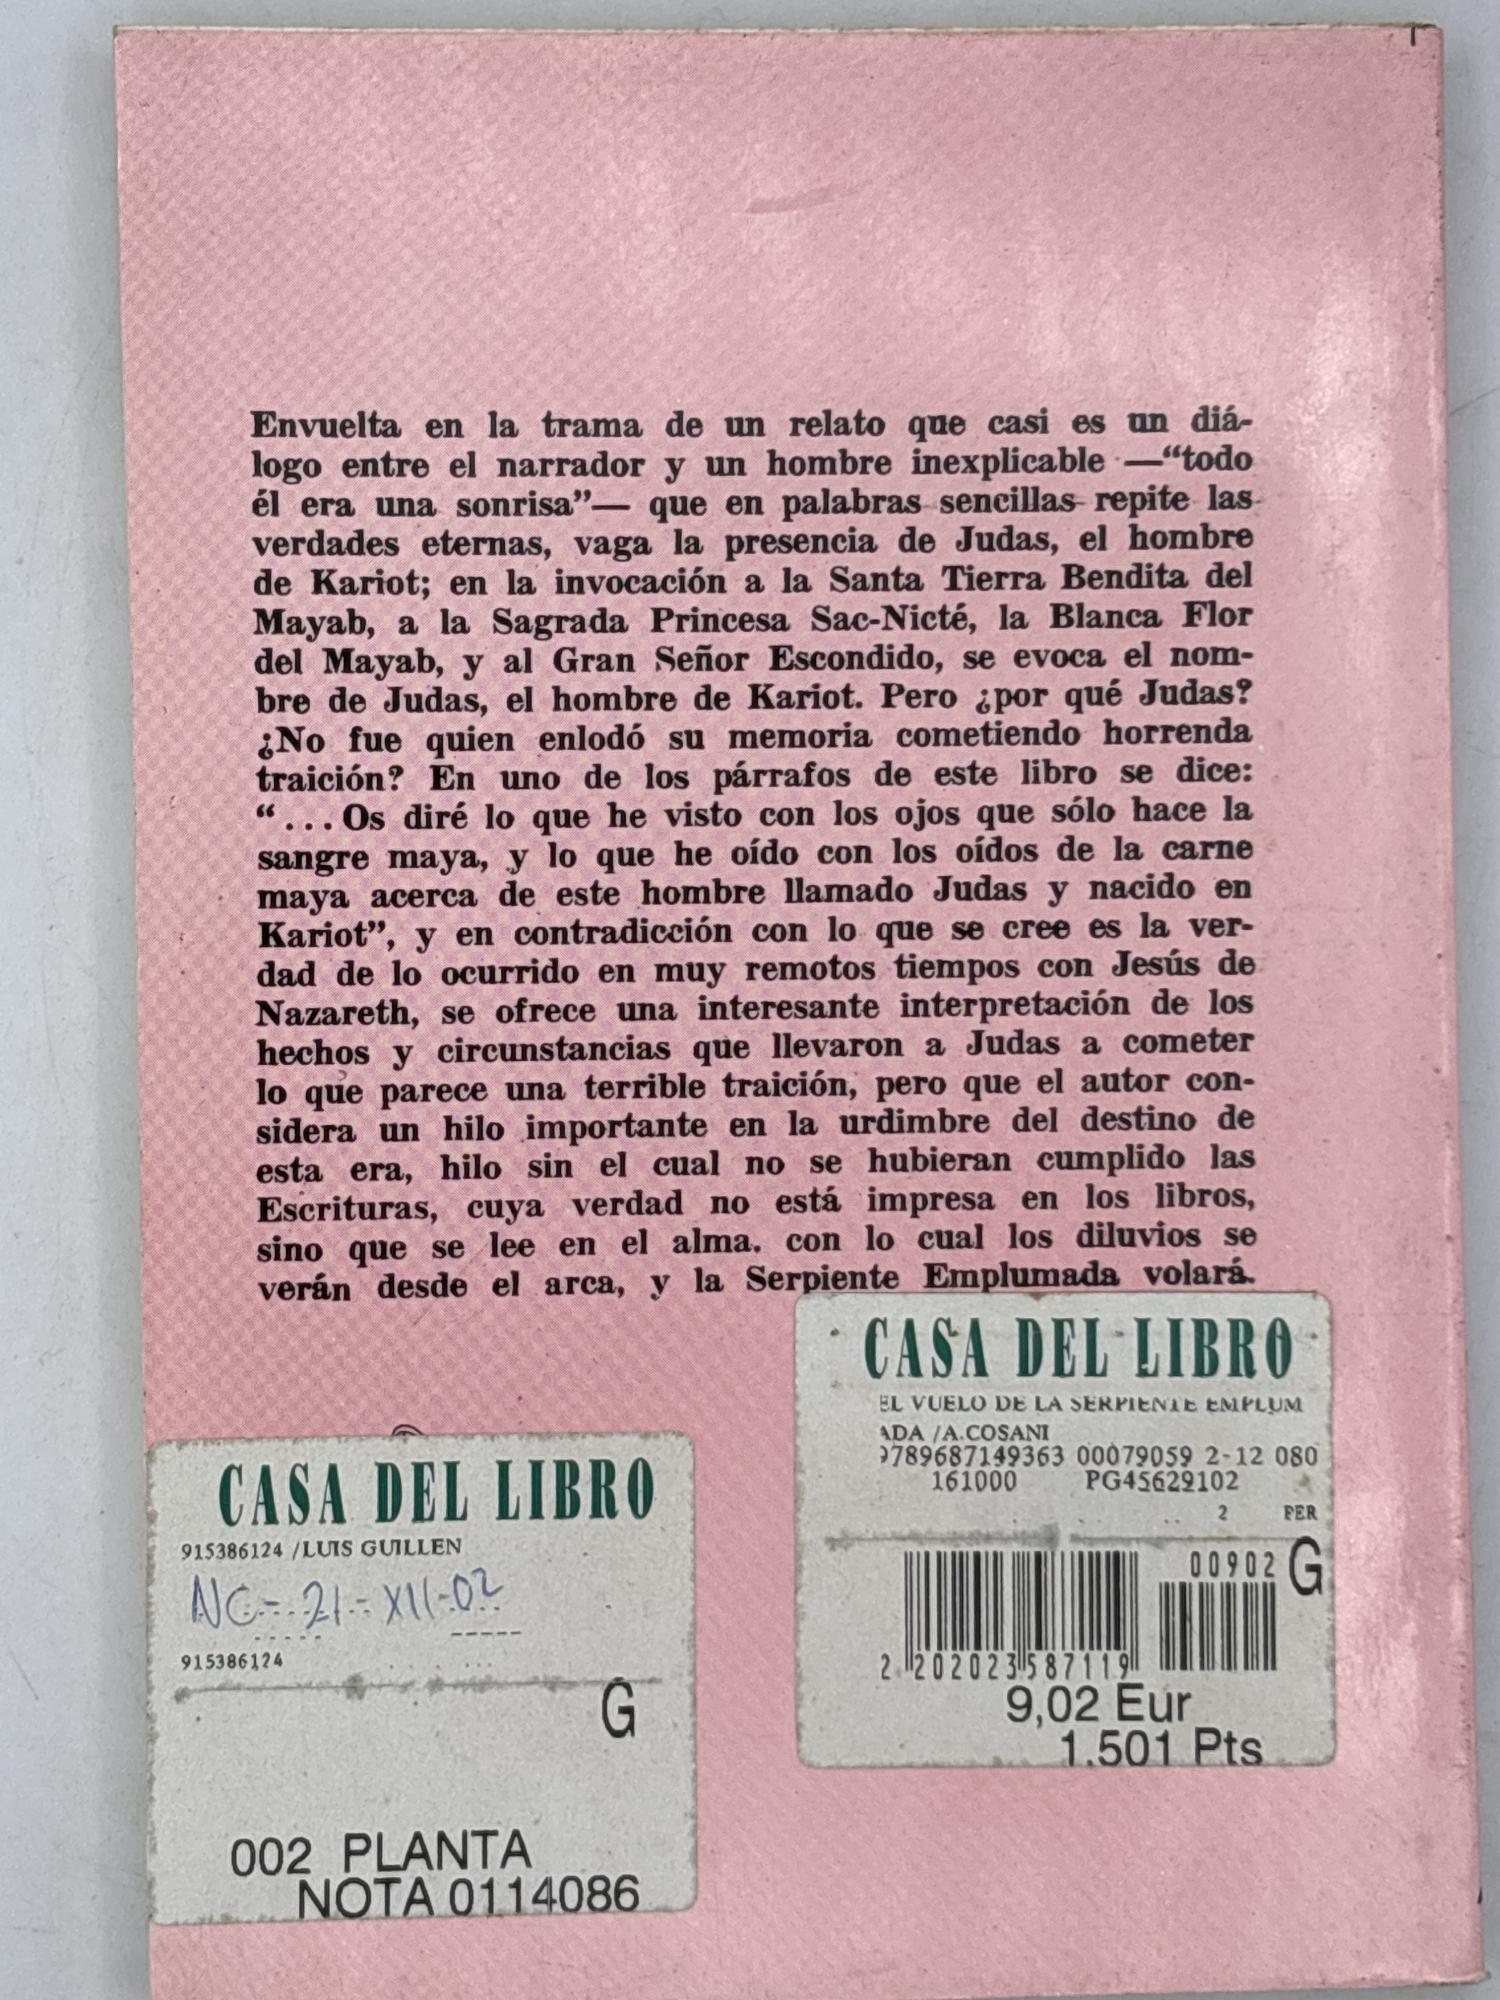 Envuelta en la trama de un relato que casi es un diá-
logo entre el narrador y un hombre inexplicable —“todo
él era una sonrisa”— que en palabras sencillas repite las
verdades eternas, vaga la presencia de Judas, el hombre
de Kariot; en la invocación a la Santa Tierra Bendita del
Mayab, a la Sagrada Princesa Sac-Nicté, la Blanca Flor
del Mayab, y al Gran Señor Escondido, se evoca el nom-
bre de Judas, el hombre de Kariot. Pero ¿por qué Judas?
¿No fue quien enlodó su memoria cometiendo horrenda
traición? En uno de los párrafos de este libro se dice:
“...Os diré lo que he visto con los ojos que sólo hace la
sangre maya, y lo que he oído con los oídos de la carne
maya acerca de este hombre llamado Judas y nacido en
Kariot”, y en contradicción con lo que se cree es la ver-
dad de lo ocurrido en muy remotos tiempos con Jesús de
Nazareth, se ofrece una interesante interpretación de los
hechos y circunstancias que llevaron a Judas a cometer
lo que parece una terrible traición, pero que el autor con-
sidera un hilo importante en la urdimbre del destino de
esta era, hilo sin el cual no se hubieran cumplido las
Escrituras, cuya verdad no está impresa en los libros,
sino que se lee en el alma. con lo cual los diluvios se
verán desde el arca, y la Serpiente Emplumada volará.
CASA DEL LIBRO
EL VUELO DE LA SERPIENTE EMPLUM
ADA /A.COSANI
9789687149363 00079059 2-12 080
161000 PG45629102
2 PER
00902 G
2 202023 587119
9,02 Eur
1.501 Pts
CASA DEL LIBRO
915386124 /LUIS GUILLEN
NC- 21- XII-02
915386124
G
002 PLANTA
NOTA 0114086